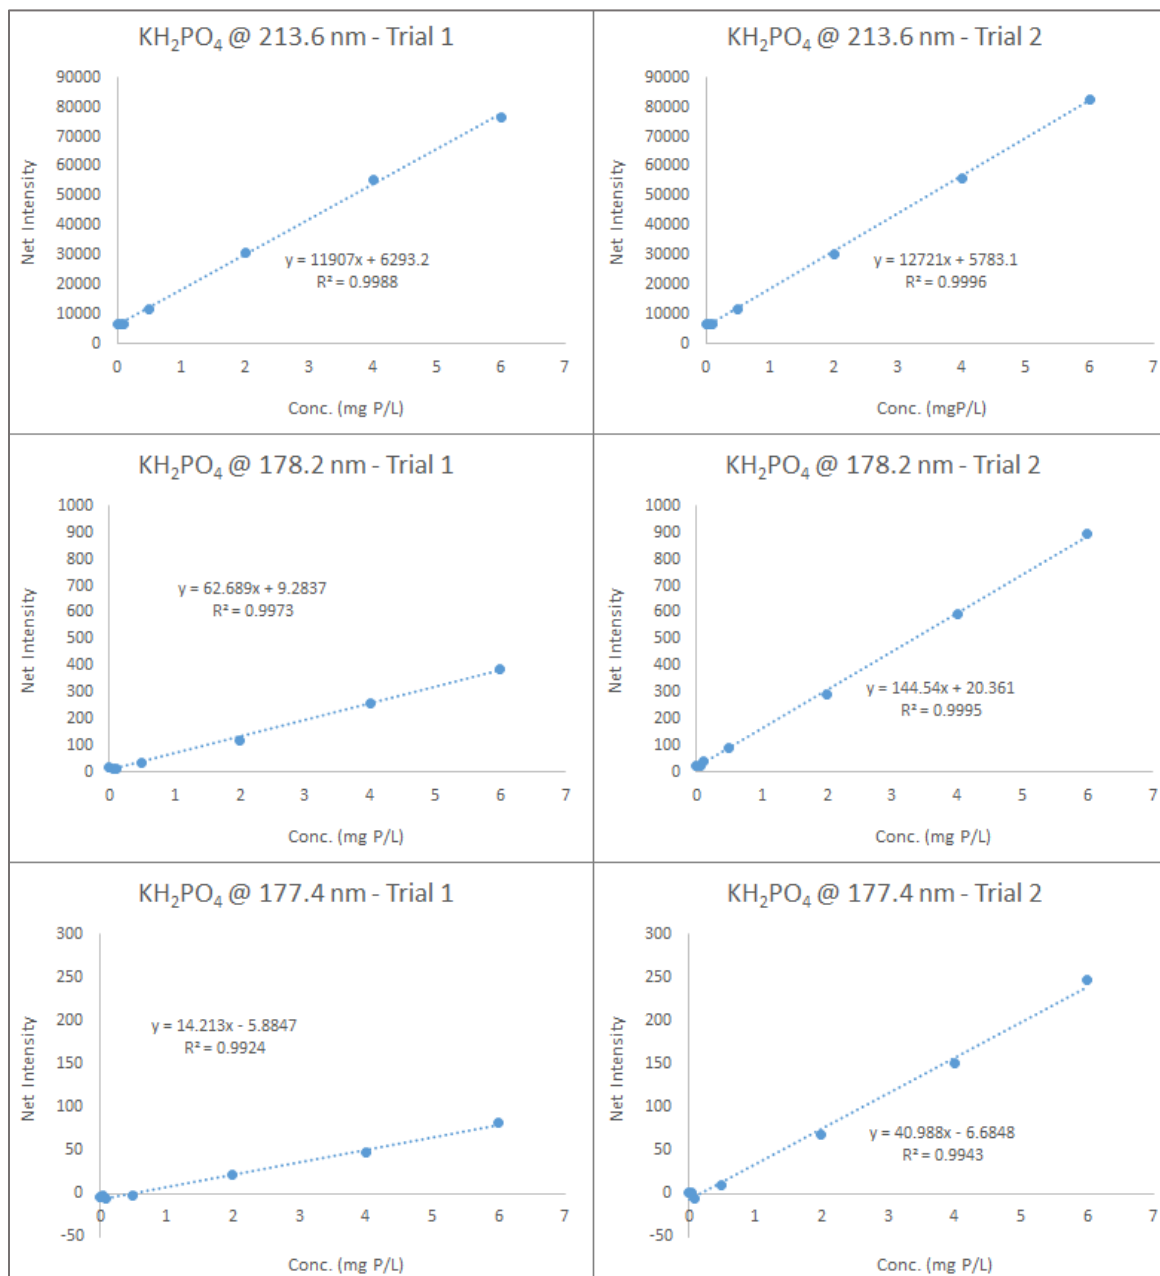 KH₂PO₄ @ 213.6 nm - Trial 1
90000
80000
70000
60000
50000
40000
30000
20000
10000
0
Net Intensity
y = 11907x + 6293.2
R² = 0.9988
0 1 2 3 4 5 6 7
Conc. (mg P/L)
KH₂PO₄ @ 213.6 nm - Trial 2
90000
80000
70000
60000
50000
40000
30000
20000
10000
0
Net Intensity
y = 12721x + 5783.1
R² = 0.9996
0 1 2 3 4 5 6 7
Conc. (mgP/L)
KH₂PO₄ @ 178.2 nm - Trial 1
1000
900
800
700
600
500
400
300
200
100
0
Net Intensity
y = 62.689x + 9.2837
R² = 0.9973
0 1 2 3 4 5 6 7
Conc. (mg P/L)
KH₂PO₄ @ 178.2 nm - Trial 2
1000
900
800
700
600
500
400
300
200
100
0
Net Intensity
y = 144.54x + 20.361
R² = 0.9995
0 1 2 3 4 5 6 7
Conc. (mg P/L)
KH₂PO₄ @ 177.4 nm - Trial 1
300
250
200
150
100
50
0
-50
Net Intensity
y = 14.213x - 5.8847
R² = 0.9924
0 1 2 3 4 5 6 7
Conc. (mg P/L)
KH₂PO₄ @ 177.4 nm - Trial 2
300
250
200
150
100
50
0
-50
Net Intensity
y = 40.988x - 6.6848
R² = 0.9943
0 1 2 3 4 5 6 7
Conc. (mg P/L)